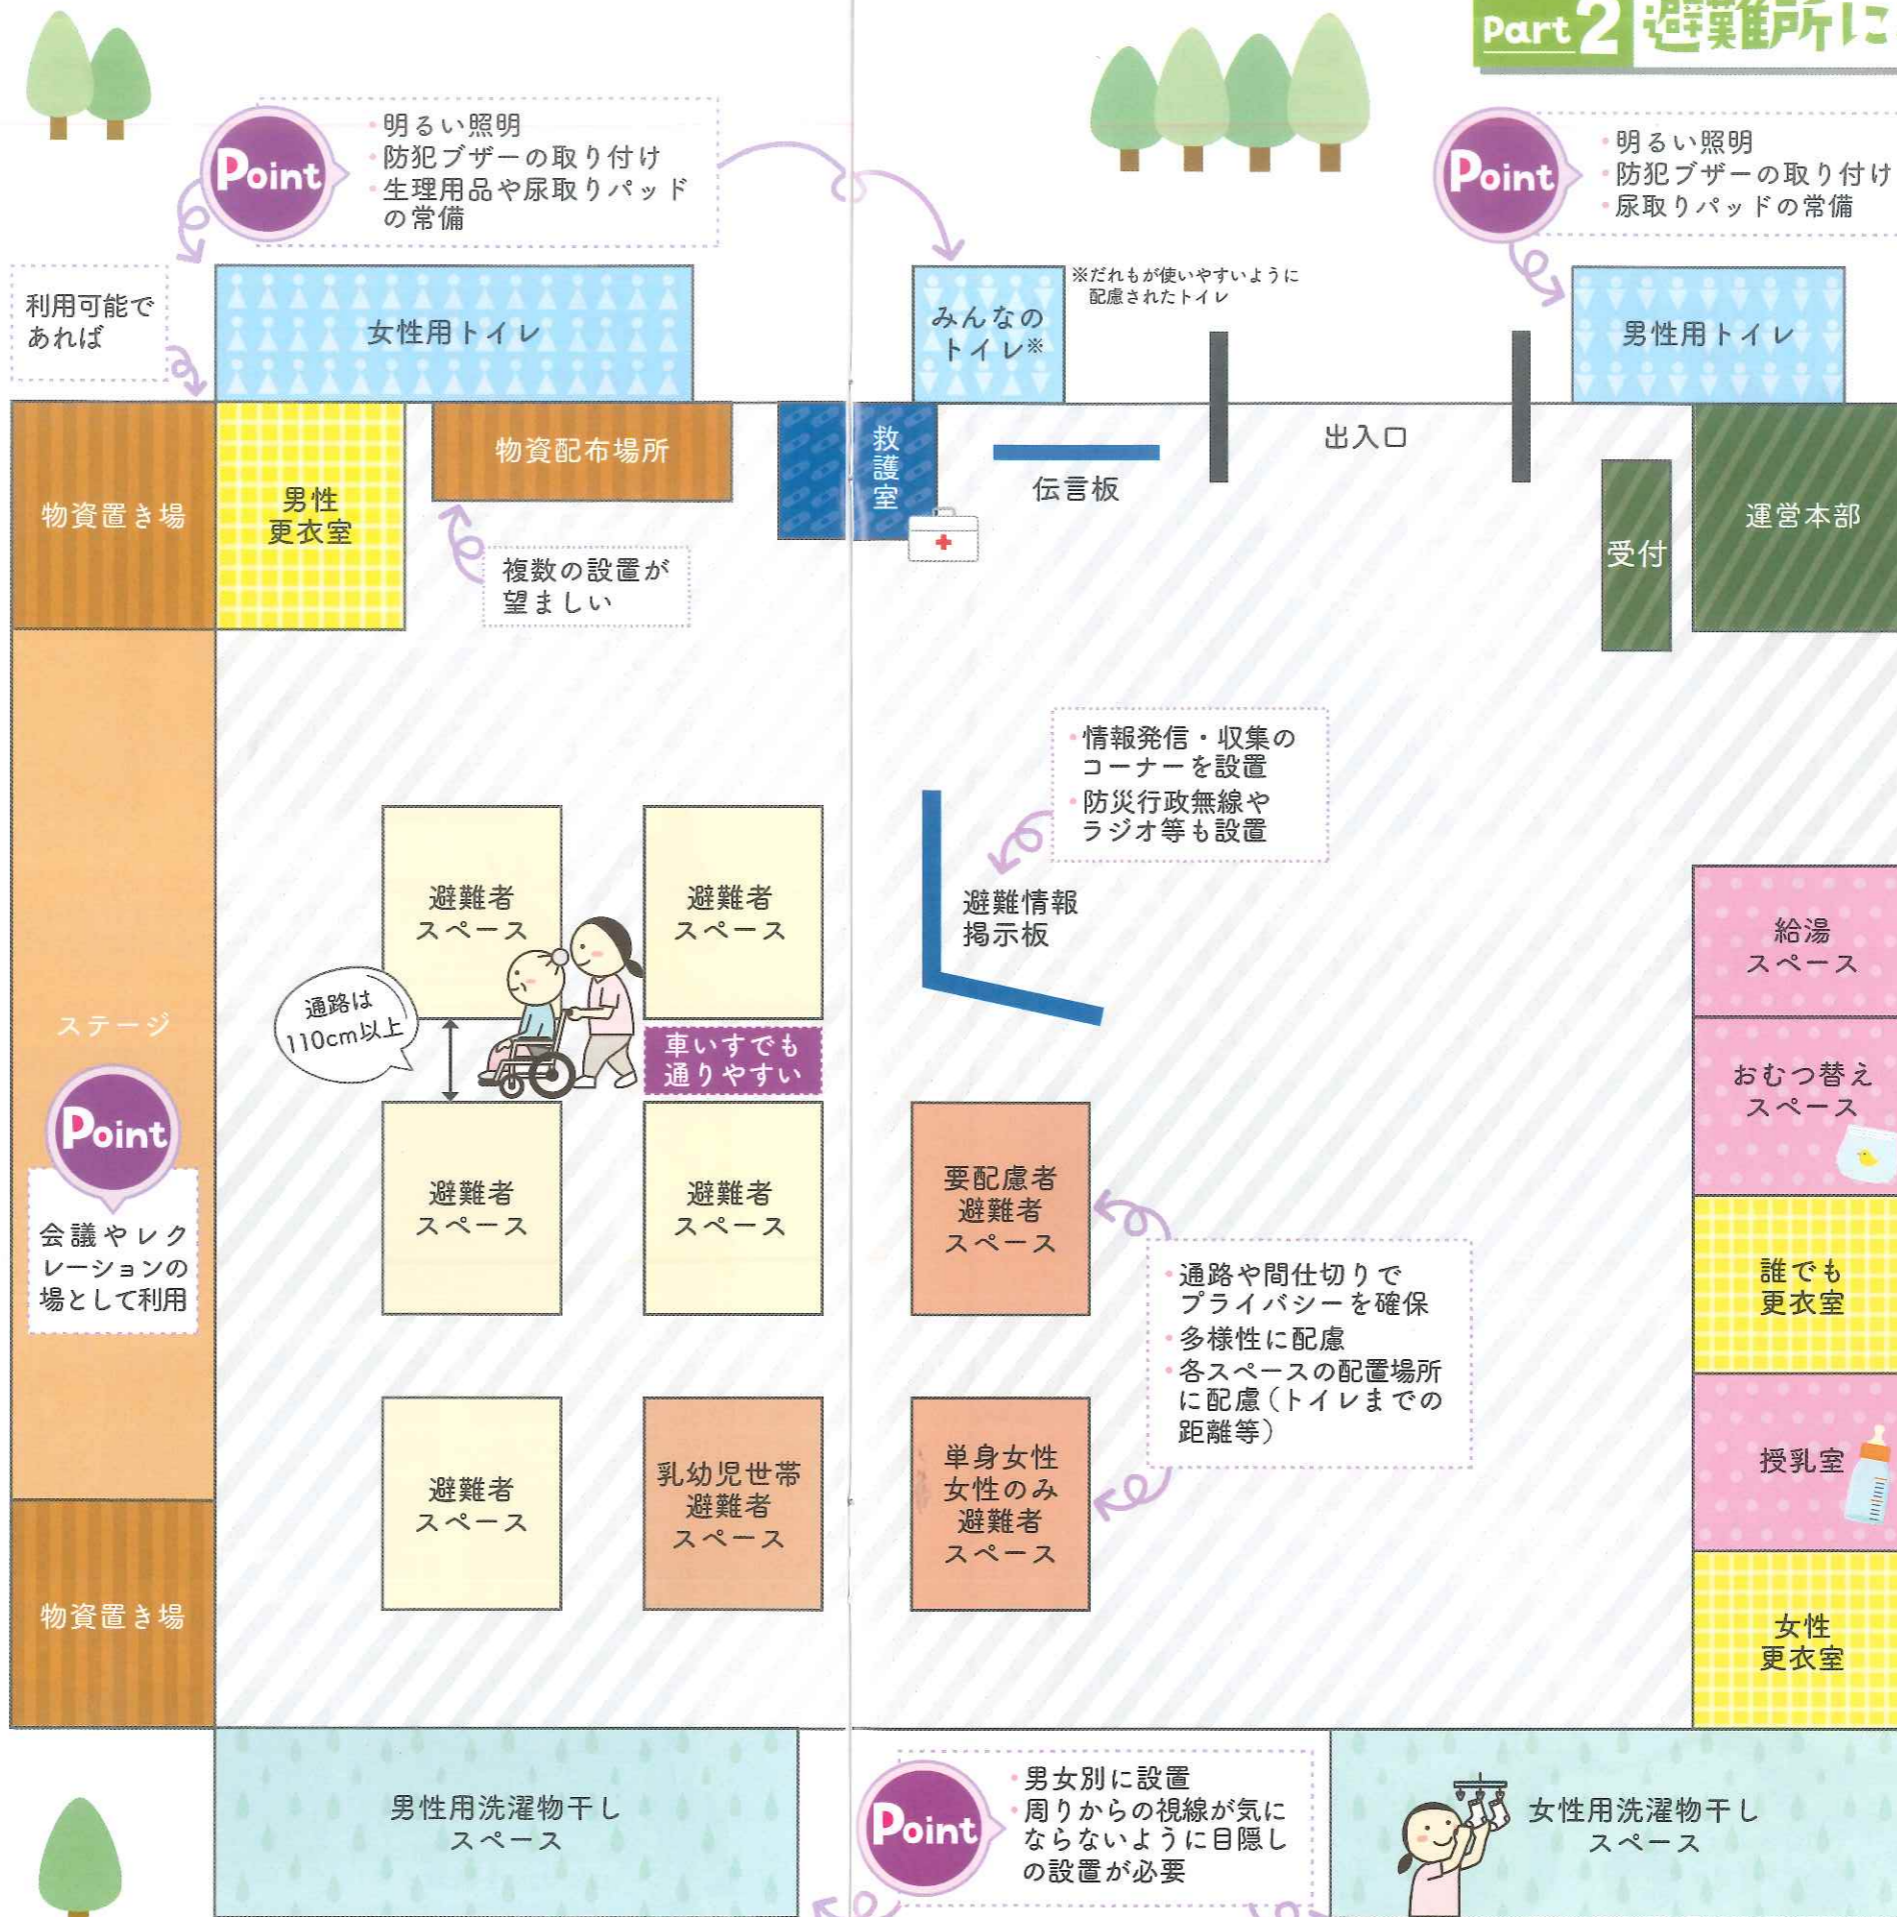 Part 2 避難所に
Point
・明るい照明
・防犯ブザーの取り付け
・生理用品や尿取りパッド
の常備
Point
・明るい照明
・防犯ブザーの取り付け
・尿取りパッドの常備
利用可能で
あれば
女性用トイレ
みんなの
トイレ※
※だれもが使いやすいように
配慮されたトイレ
男性用トイレ
物資置き場
男性
更衣室
物資配布場所
複数の設置が
望ましい
救護室
伝言板
出入口
受付
運営本部
・情報発信・収集の
コーナーを設置
・防災行政無線や
ラジオ等も設置
避難情報
掲示板
避難者
スペース
避難者
スペース
通路は
110cm以上
車いすでも
通りやすい
ステージ
Point
会議やレク
レーションの
場として利用
避難者
スペース
避難者
スペース
要配慮者
避難者
スペース
・通路や間仕切りで
プライバシーを確保
・多様性に配慮
・各スペースの配置場所
に配慮（トイレまでの
距離等）
避難者
スペース
乳幼児世帯
避難者
スペース
単身女性
女性のみ
避難者
スペース
給湯
スペース
おむつ替え
スペース
誰でも
更衣室
授乳室
女性
更衣室
物資置き場
男性用洗濯物干し
スペース
Point
・男女別に設置
・周りからの視線が気に
ならないように目隠し
の設置が必要
女性用洗濯物干し
スペース